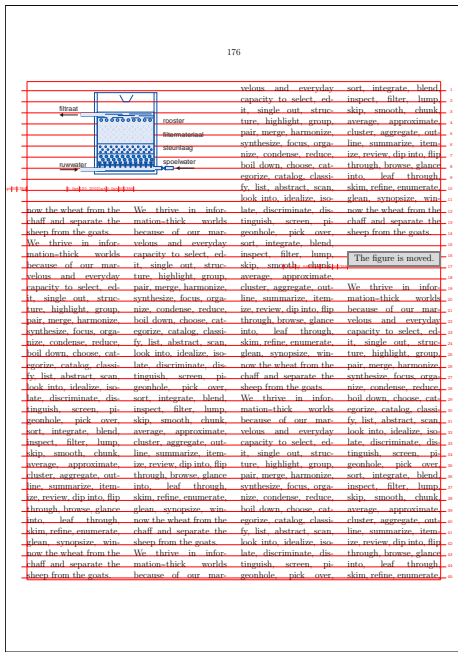 176
filtraat
rooster
filtermateriaal
steunlaag
ruwwater
spoelwater
now the wheat from the
chaff and separate the
sheep from the goats.
We thrive in infor-
mation–thick worlds
because of our mar-
velous and everyday
capacity to select, ed-
it, single out, struc-
ture, highlight, group,
pair, merge, harmonize,
synthesize, focus, orga-
nize, condense, reduce,
boil down, choose, cat-
egorize, catalog, classi-
fy, list, abstract, scan,
look into, idealize, iso-
late, discriminate, dis-
tinguish, screen, pi-
geonhole, pick over,
sort, integrate, blend,
inspect, filter, lump,
skip, smooth, chunk,
average, approximate,
cluster, aggregate, out-
line, summarize, item-
ize, review, dip into, flip
through, browse, glance
into, leaf through,
skim, refine, enumerate,
glean, synopsize, win-
now the wheat from the
chaff and separate the
sheep from the goats.
We thrive in infor-
mation–thick worlds
because of our mar-
velous and everyday
capacity to select, ed-
it, single out, struc-
ture, highlight, group,
pair, merge, harmonize,
synthesize, focus, orga-
nize, condense, reduce,
boil down, choose, cat-
egorize, catalog, classi-
fy, list, abstract, scan,
look into, idealize, iso-
late, discriminate, dis-
tinguish, screen, pi-
geonhole, pick over,
sort, integrate, blend,
inspect, filter, lump,
skip, smooth, chunk,
average, approximate,
cluster, aggregate, out-
line, summarize, item-
ize, review, dip into, flip
through, browse, glance
into, leaf through,
skim, refine, enumerate,
glean, synopsize, win-
now the wheat from the
chaff and separate the
sheep from the goats.
We thrive in infor-
mation–thick worlds
because of our mar-
velous and everyday
capacity to select, ed-
it, single out, struc-
ture, highlight, group,
pair, merge, harmonize,
synthesize, focus, orga-
nize, condense, reduce,
boil down, choose, cat-
egorize, catalog, classi-
fy, list, abstract, scan,
look into, idealize, iso-
late, discriminate, dis-
tinguish, screen, pi-
geonhole, pick over,
sort, integrate, blend,
inspect, filter, lump,
skip, smooth, chunk,
average, approximate,
cluster, aggregate, out-
line, summarize, item-
ize, review, dip into, flip
through, browse, glance
into, leaf through,
skim, refine, enumerate,
glean, synopsize, win-
now the wheat from the
chaff and separate the
sheep from the goats.
We thrive in infor-
mation–thick worlds
because of our mar-
velous and everyday
capacity to select, ed-
it, single out, struc-
ture, highlight, group,
pair, merge, harmonize,
synthesize, focus, orga-
nize, condense, reduce,
boil down, choose, cat-
egorize, catalog, classi-
fy, list, abstract, scan,
look into, idealize, iso-
late, discriminate, dis-
tinguish, screen, pi-
geonhole, pick over,
sort, integrate, blend,
inspect, filter, lump,
skip, smooth, chunk,
average, approximate,
cluster, aggregate, out-
line, summarize, item-
ize, review, dip into, flip
through, browse, glance
into, leaf through,
skim, refine, enumerate,
glean, synopsize, win-
now the wheat from the
chaff and separate the
sheep from the goats.
The figure is moved.
We thrive in infor-
mation–thick worlds
because of our mar-
velous and everyday
capacity to select, ed-
it, single out, struc-
ture, highlight, group,
pair, merge, harmonize,
synthesize, focus, orga-
nize, condense, reduce,
boil down, choose, cat-
egorize, catalog, classi-
fy, list, abstract, scan,
look into, idealize, iso-
late, discriminate, dis-
tinguish, screen, pi-
geonhole, pick over,
sort, integrate, blend,
inspect, filter, lump,
skip, smooth, chunk,
average, approximate,
cluster, aggregate, out-
line, summarize, item-
ize, review, dip into, flip
through, browse, glance
into, leaf through,
skim, refine, enumerate,